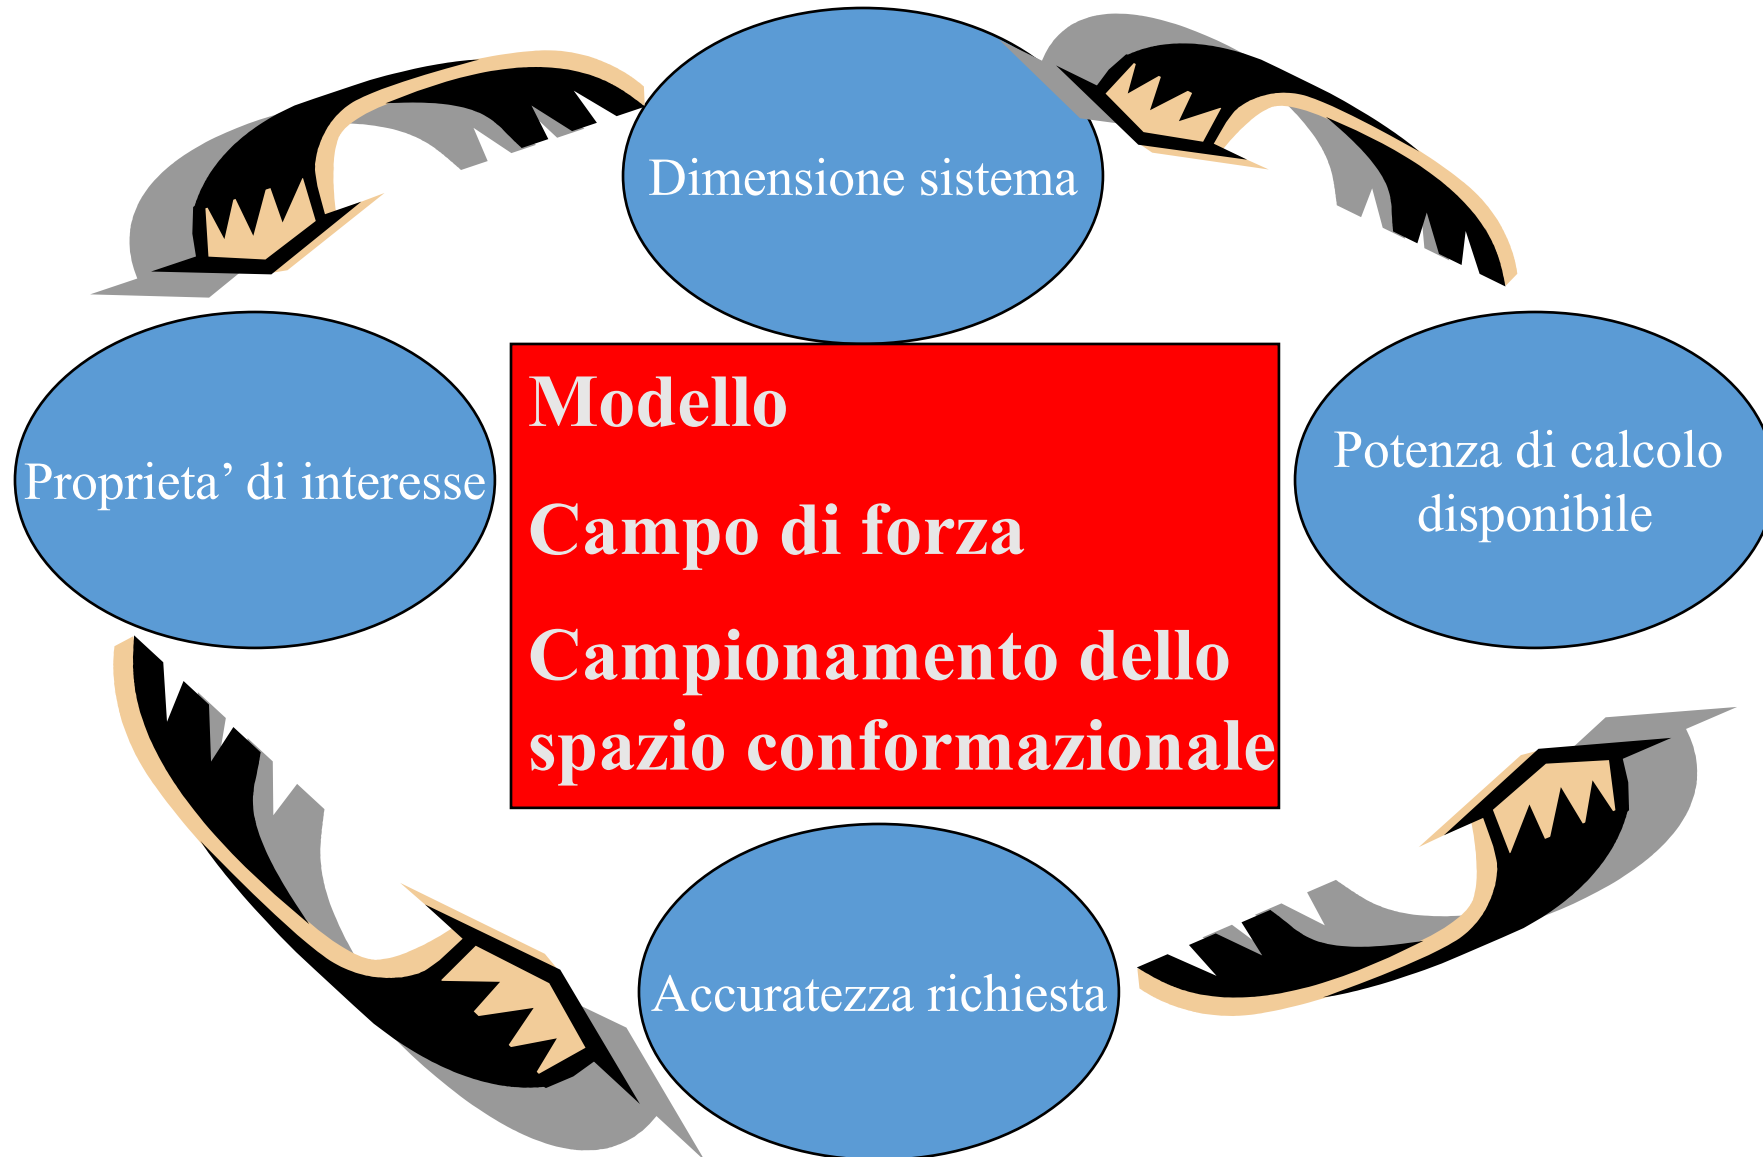 Dimensione sistema
Proprieta’ di interesse
Modello
Campo di forza
Campionamento dello
spazio conformazionale
Potenza di calcolo
disponibile
Accuratezza richiesta